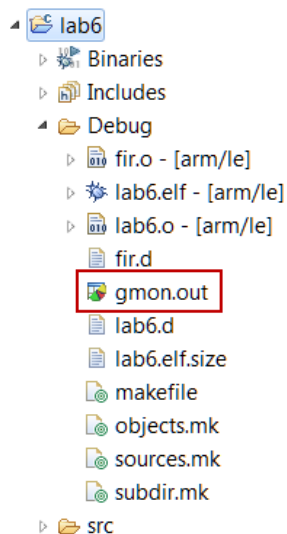 lab6
Binaries
Includes
Debug
fir.o - [arm/le]
lab6.elf - [arm/le]
lab6.o - [arm/le]
fir.d
gmon.out
lab6.d
lab6.elf.size
makefile
objects.mk
sources.mk
subdir.mk
src